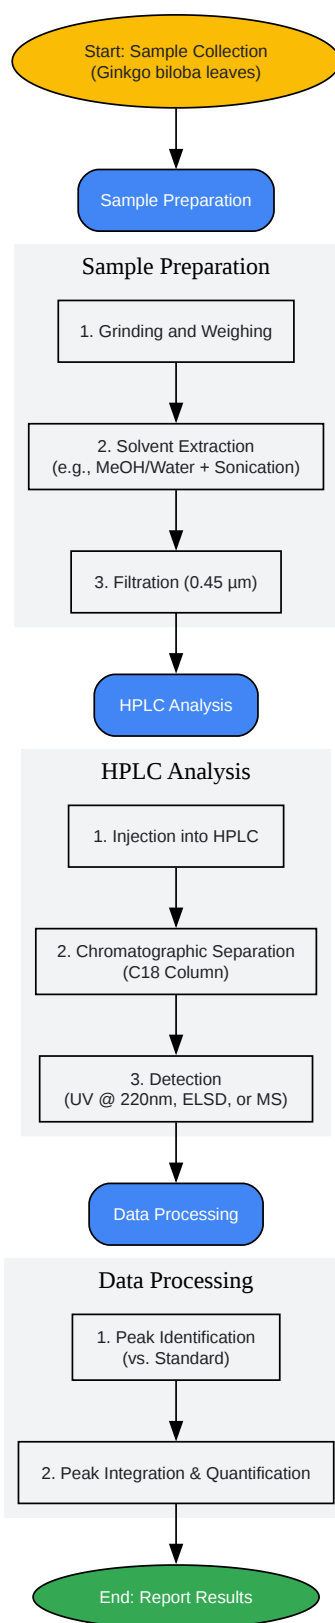 Start: Sample Collection
(Ginkgo biloba leaves)
Sample Preparation
Sample Preparation
1. Grinding and Weighing
2. Solvent Extraction
(e.g., MeOH/Water + Sonication)
3. Filtration (0.45 µm)
HPLC Analysis
HPLC Analysis
1. Injection into HPLC
2. Chromatographic Separation
(C18 Column)
3. Detection
(UV @ 220nm, ELSD, or MS)
Data Processing
Data Processing
1. Peak Identification
(vs. Standard)
2. Peak Integration & Quantification
End: Report Results